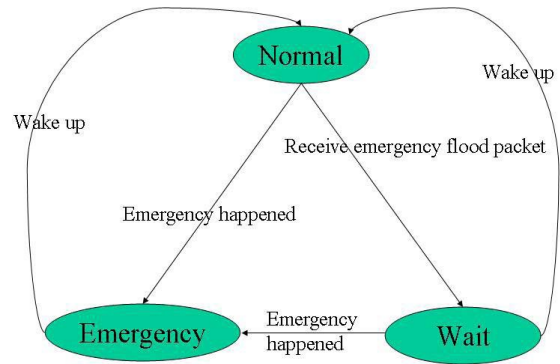 Normal
Wake up
Wake up
Receive emergency flood packet
Emergency happened
Emergency
Emergency
happened
Wait